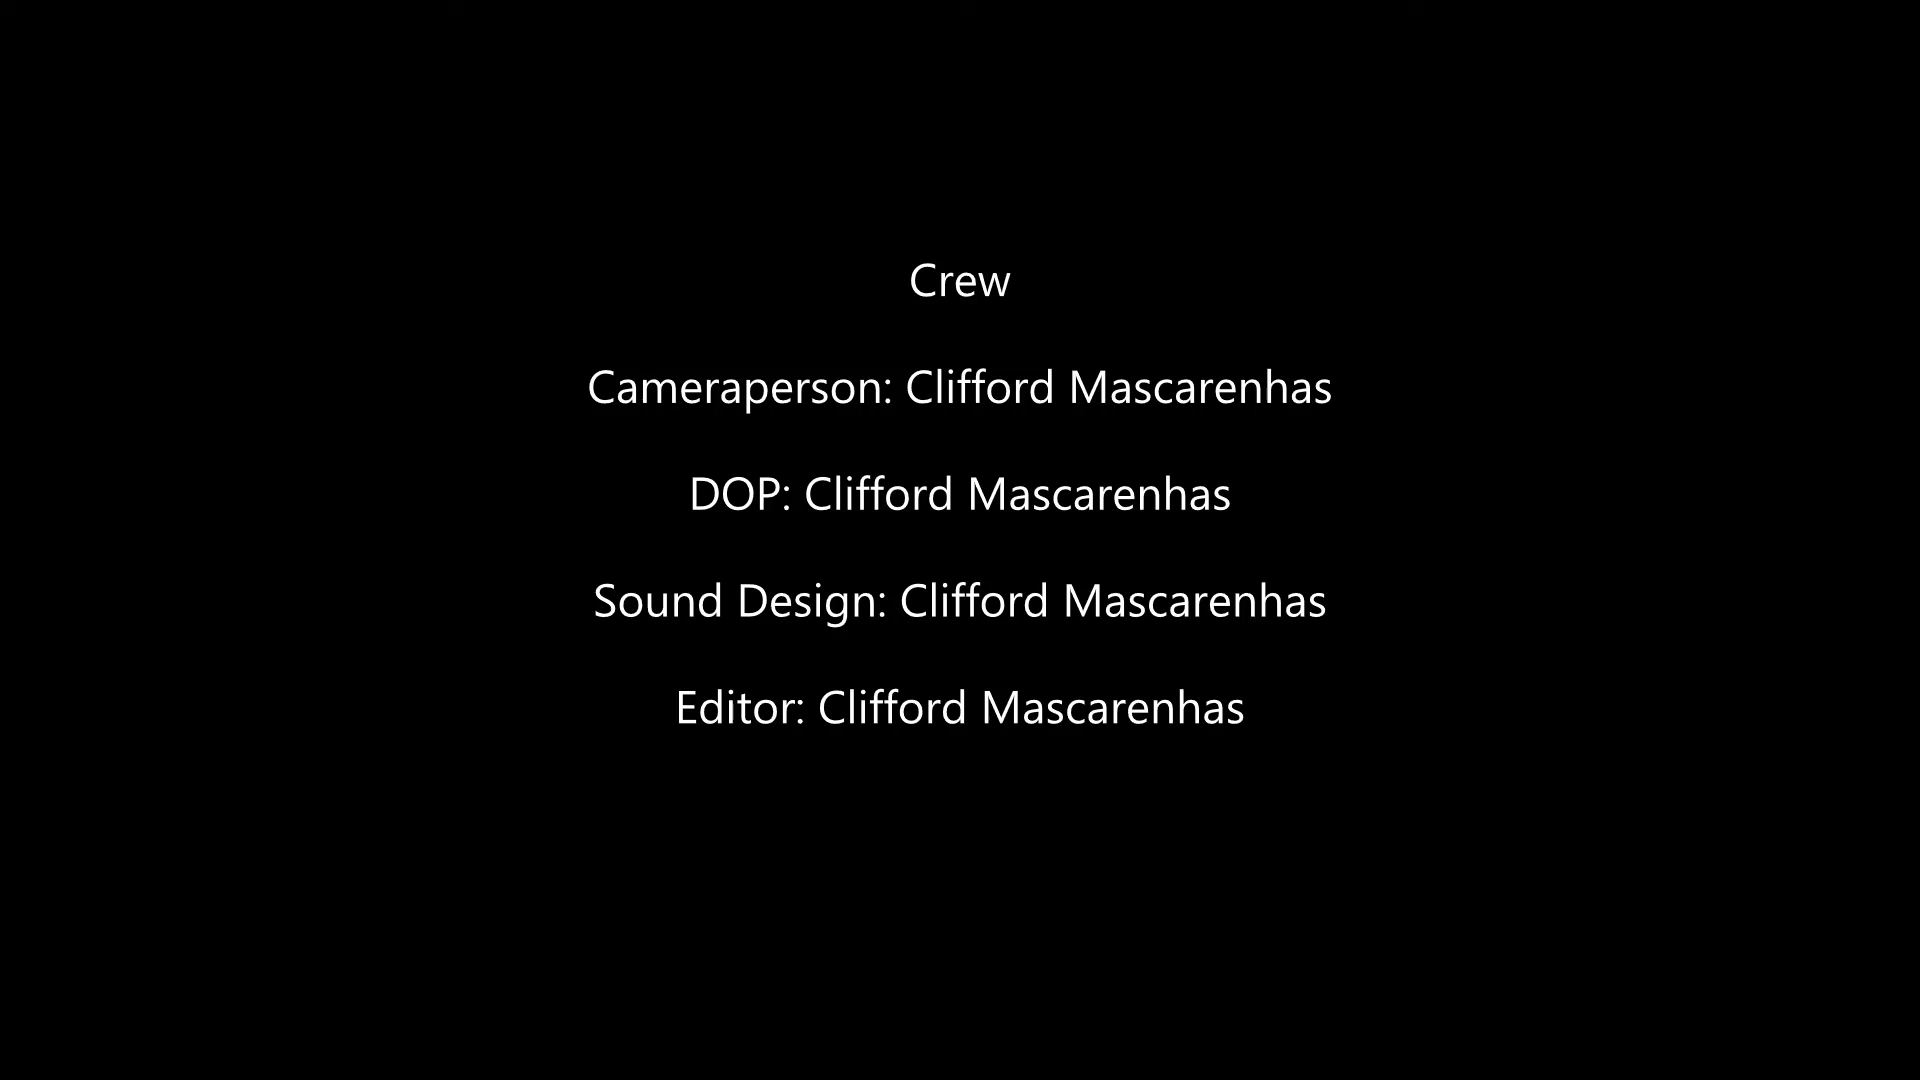 Crew
Cameraperson: Clifford Mascarenhas
DOP: Clifford Mascarenhas
Sound Design: Clifford Mascarenhas
Editor: Clifford Mascarenhas